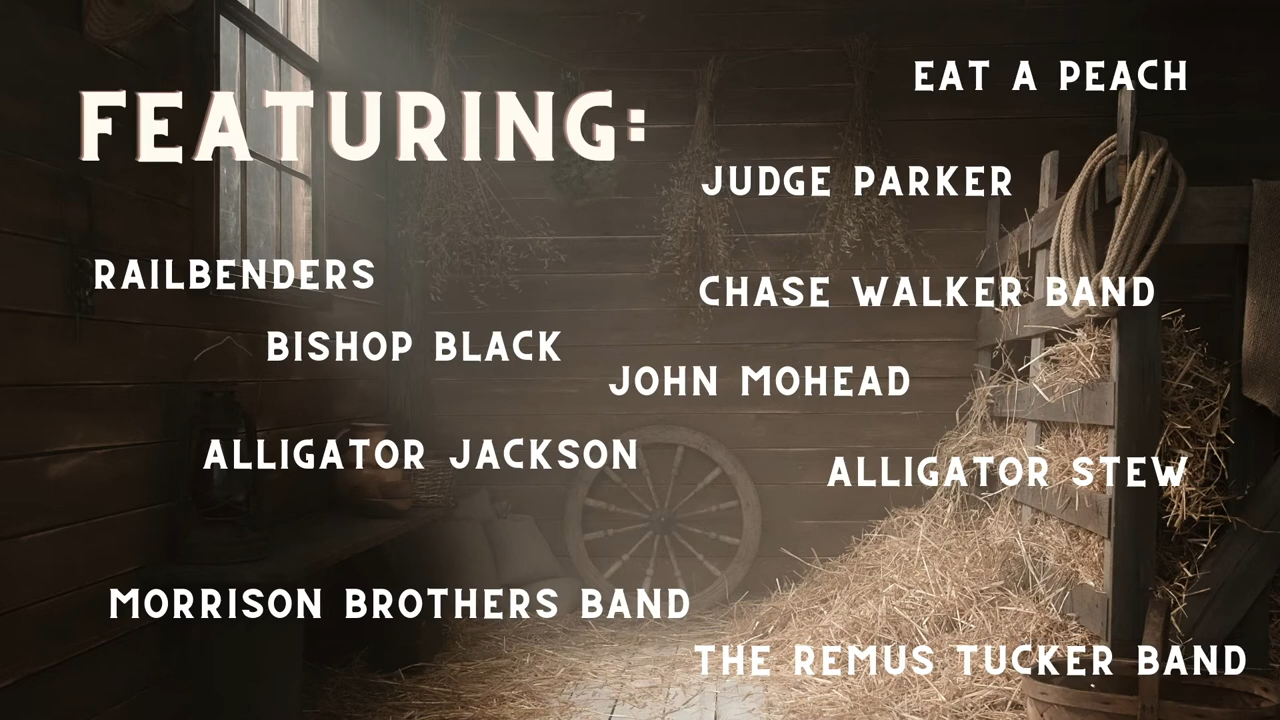 FEATURING:
EAT A PEACH
JUDGE PARKER
RAILBENDERS
CHASE WALKER BAND
BISHOP BLACK
JOHN MOHEAD
ALLIGATOR JACKSON
ALLIGATOR STEW
MORRISON BROTHERS BAND
THE REMUS TUCKER BAND